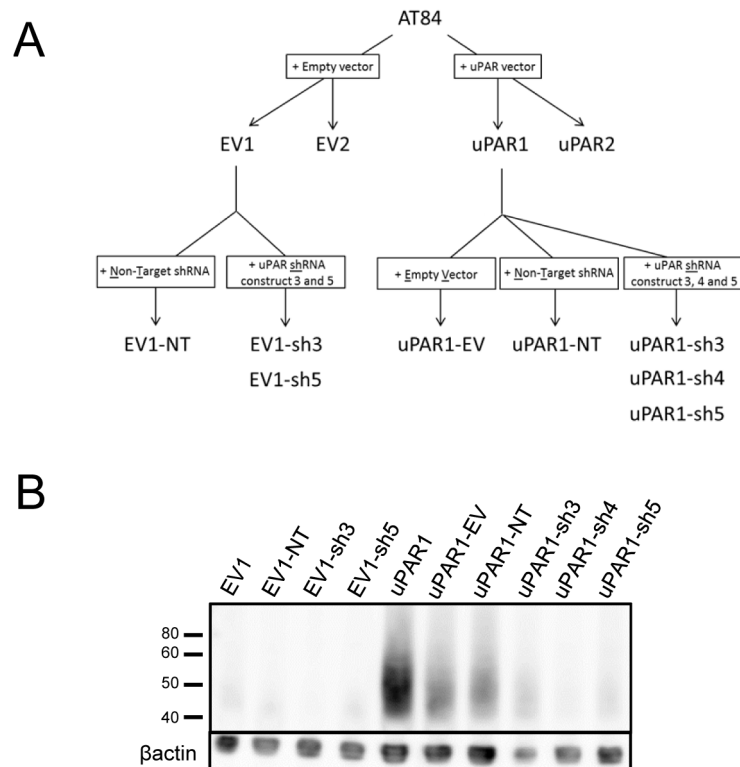 A
AT84
+ Empty vector
+ uPAR vector
EV1
EV2
uPAR1
uPAR2
+ Non-Target shRNA
+ uPAR shRNA
construct 3 and 5
+ Empty Vector
+ Non-Target shRNA
+ uPAR shRNA
construct 3, 4 and 5
EV1-NT
EV1-sh3
EV1-sh5
uPAR1-EV
uPAR1-NT
uPAR1-sh3
uPAR1-sh4
uPAR1-sh5
B
EV1
EV1-NT
EV1-sh3
EV1-sh5
uPAR1
uPAR1-EV
uPAR1-NT
uPAR1-sh3
uPAR1-sh4
uPAR1-sh5
80
60
50
40
βactin